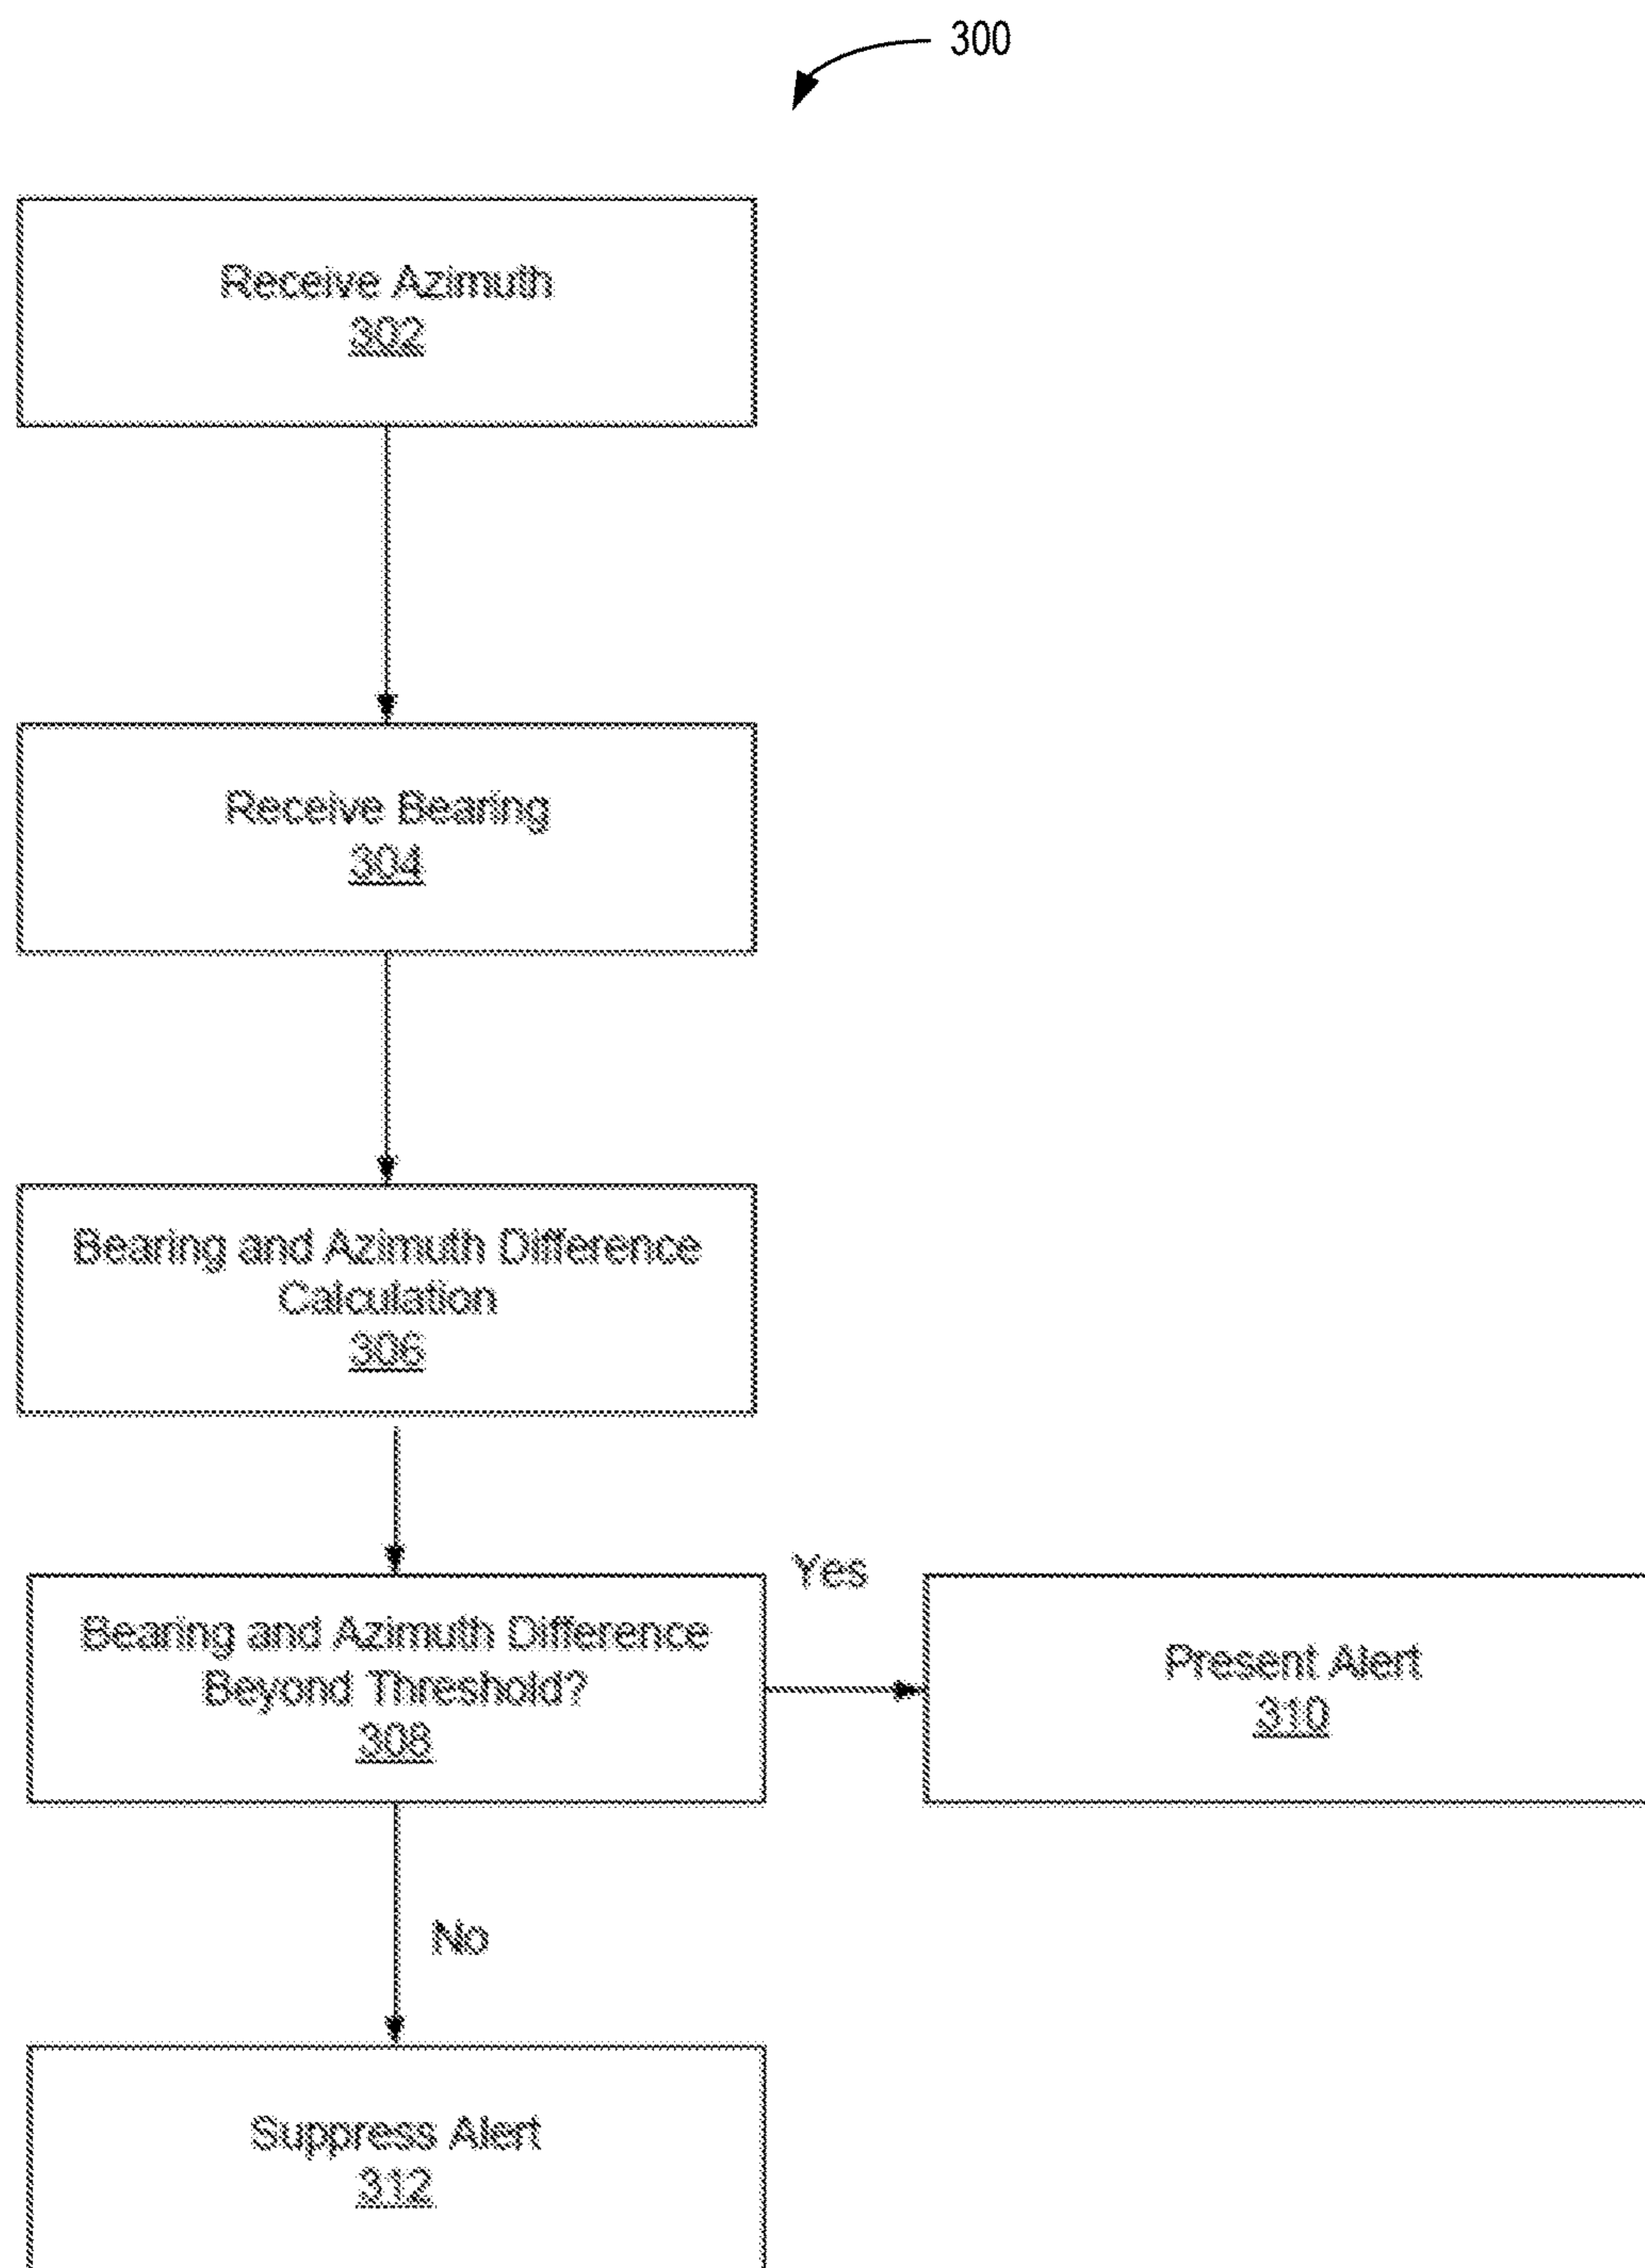 300
Receive Azimuth
302
Receive Bearing
304
Bearing and Azimuth Difference
Calculation
306
Bearing and Azimuth Difference
Beyond Threshold?
308
Yes
Present Alert
310
No
Suppress Alert
312